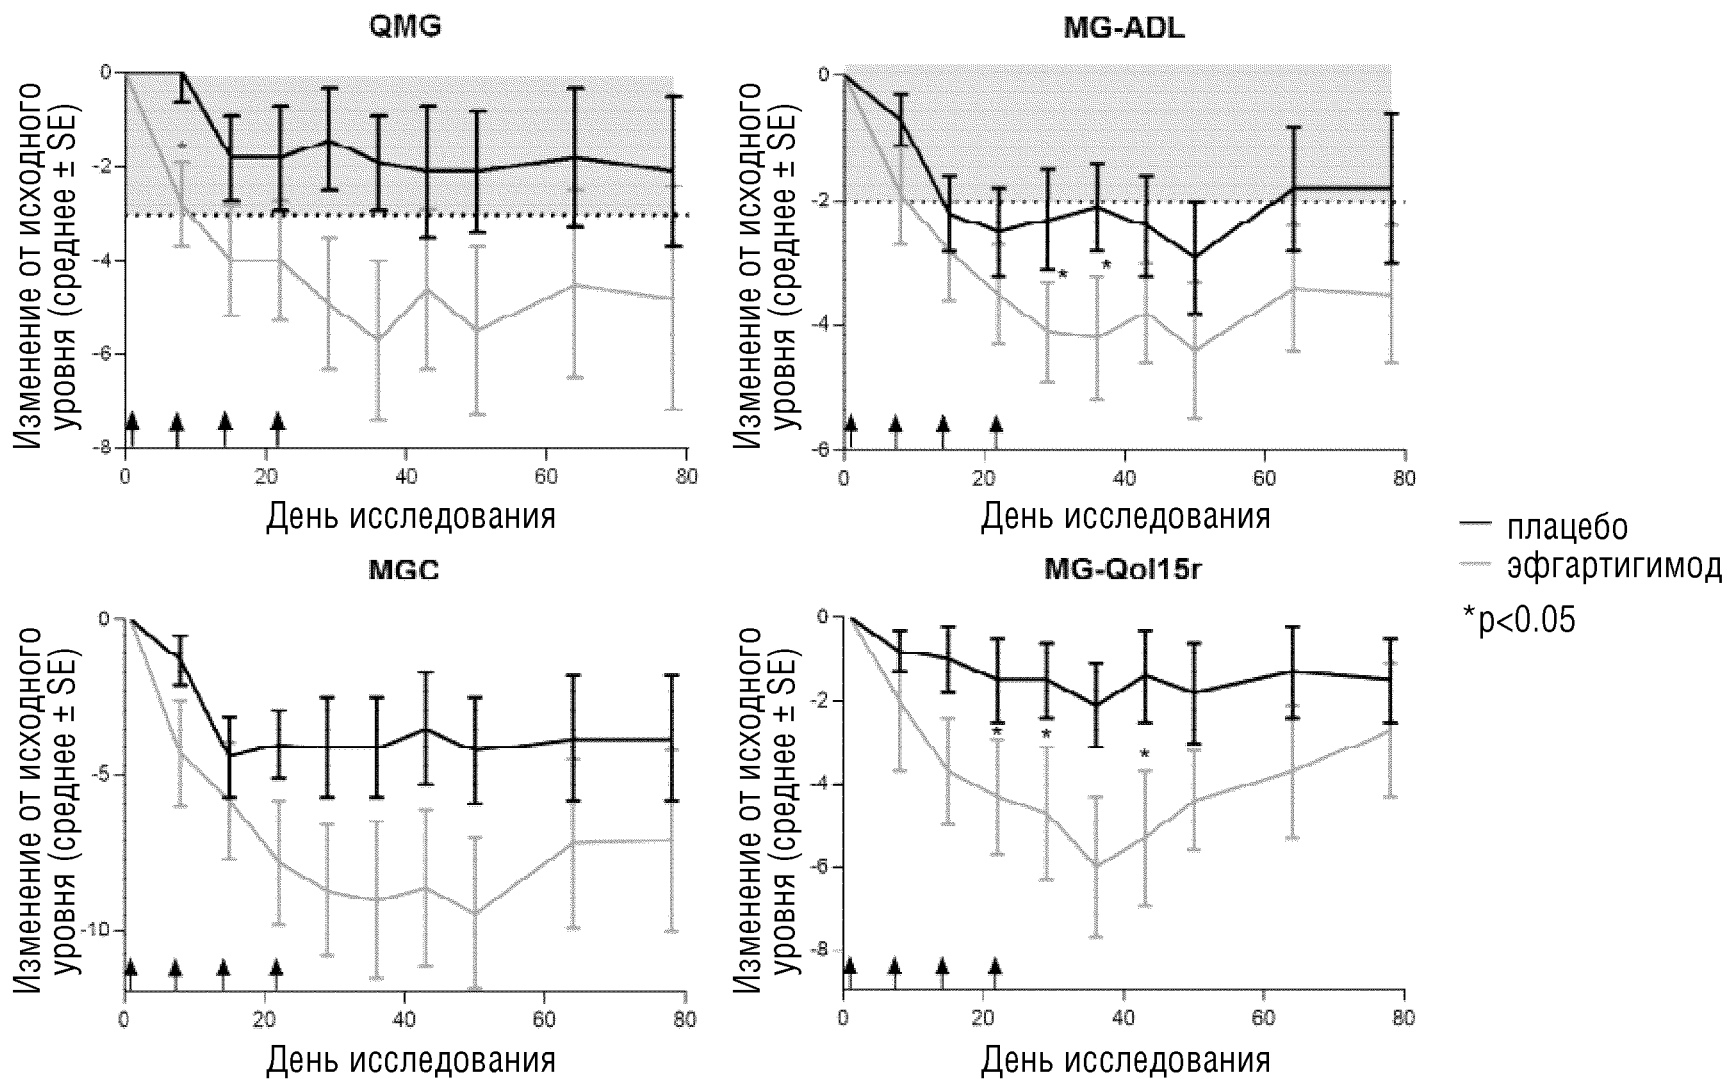 QMG
Изменение от исходного
уровня (среднее ± SE)
0
-2
-4
-6
-8
*
0
20
40
60
80
День исследования
MG-ADL
Изменение от исходного
уровня (среднее ± SE)
0
-2
-4
-6
*
*
0
20
40
60
80
День исследования
плацебо
эфгартигимод
*p<0.05
MGC
Изменение от исходного
уровня (среднее ± SE)
0
-5
-10
0
20
40
60
80
День исследования
MG-Qol15r
Изменение от исходного
уровня (среднее ± SE)
0
-2
-4
-6
-8
*
*
*
0
20
40
60
80
День исследования